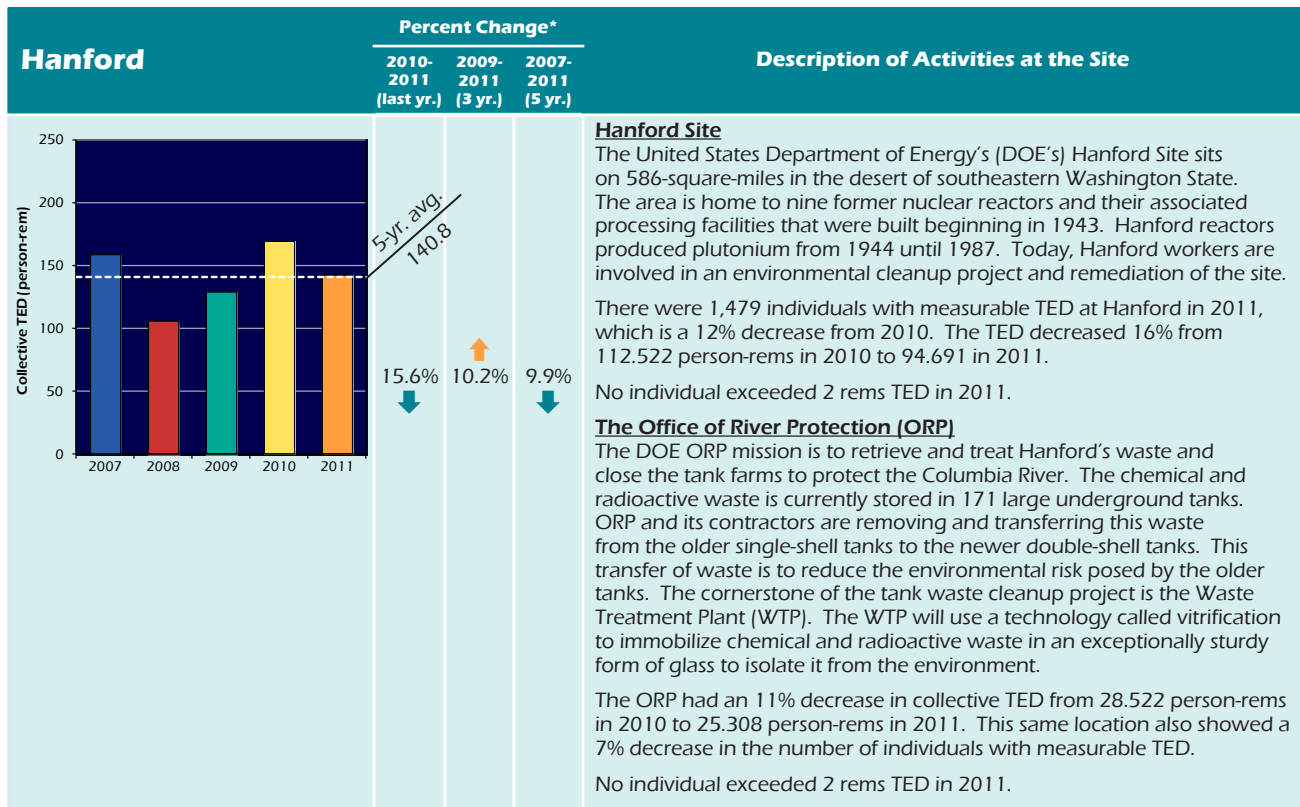 Hanford
Percent Change*
2010-
2011
(last yr.)
2009-
2011
(3 yr.)
2007-
2011
(5 yr.)
Description of Activities at the Site
Collective TED (person-rem)
250
200
150
100
50
0
2007
2008
2009
2010
2011
5-yr. avg.
140.8
15.6%
10.2%
9.9%
Hanford Site
The United States Department of Energy's (DOE's) Hanford Site sits
on 586-square-miles in the desert of southeastern Washington State.
The area is home to nine former nuclear reactors and their associated
processing facilities that were built beginning in 1943. Hanford reactors
produced plutonium from 1944 until 1987. Today, Hanford workers are
involved in an environmental cleanup project and remediation of the site.
There were 1,479 individuals with measurable TED at Hanford in 2011,
which is a 12% decrease from 2010. The TED decreased 16% from
112.522 person-rems in 2010 to 94.691 in 2011.
No individual exceeded 2 rems TED in 2011.
The Office of River Protection (ORP)
The DOE ORP mission is to retrieve and treat Hanford's waste and
close the tank farms to protect the Columbia River. The chemical and
radioactive waste is currently stored in 171 large underground tanks.
ORP and its contractors are removing and transferring this waste
from the older single-shell tanks to the newer double-shell tanks. This
transfer of waste is to reduce the environmental risk posed by the older
tanks. The cornerstone of the tank waste cleanup project is the Waste
Treatment Plant (WTP). The WTP will use a technology called vitrification
to immobilize chemical and radioactive waste in an exceptionally sturdy
form of glass to isolate it from the environment.
The ORP had an 11% decrease in collective TED from 28.522 person-rems
in 2010 to 25.308 person-rems in 2011. This same location also showed a
7% decrease in the number of individuals with measurable TED.
No individual exceeded 2 rems TED in 2011.